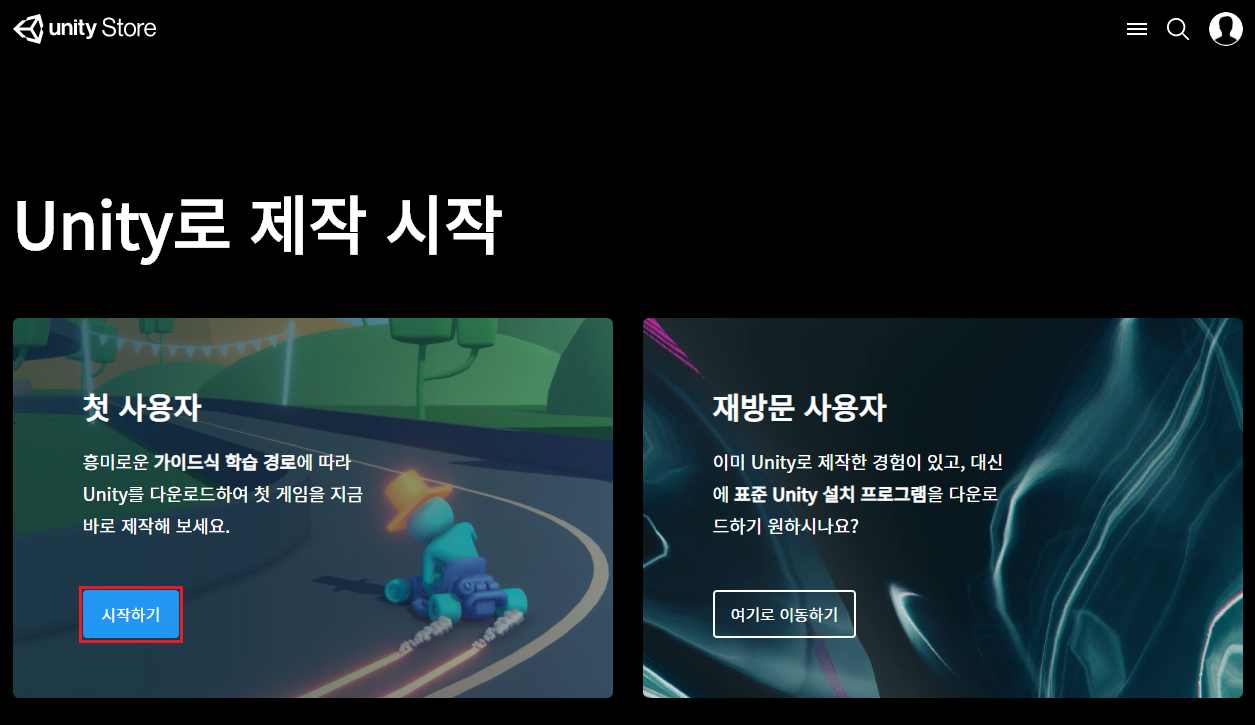 unity Store
Unity로 제작 시작
첫 사용자
흥미로운 가이드식 학습 경로에 따라
Unity를 다운로드하여 첫 게임을 지금
바로 제작해 보세요.
시작하기
재방문 사용자
이미 Unity로 제작한 경험이 있고, 대신
에 표준 Unity 설치 프로그램을 다운로
드하기 원하시나요?
여기로 이동하기